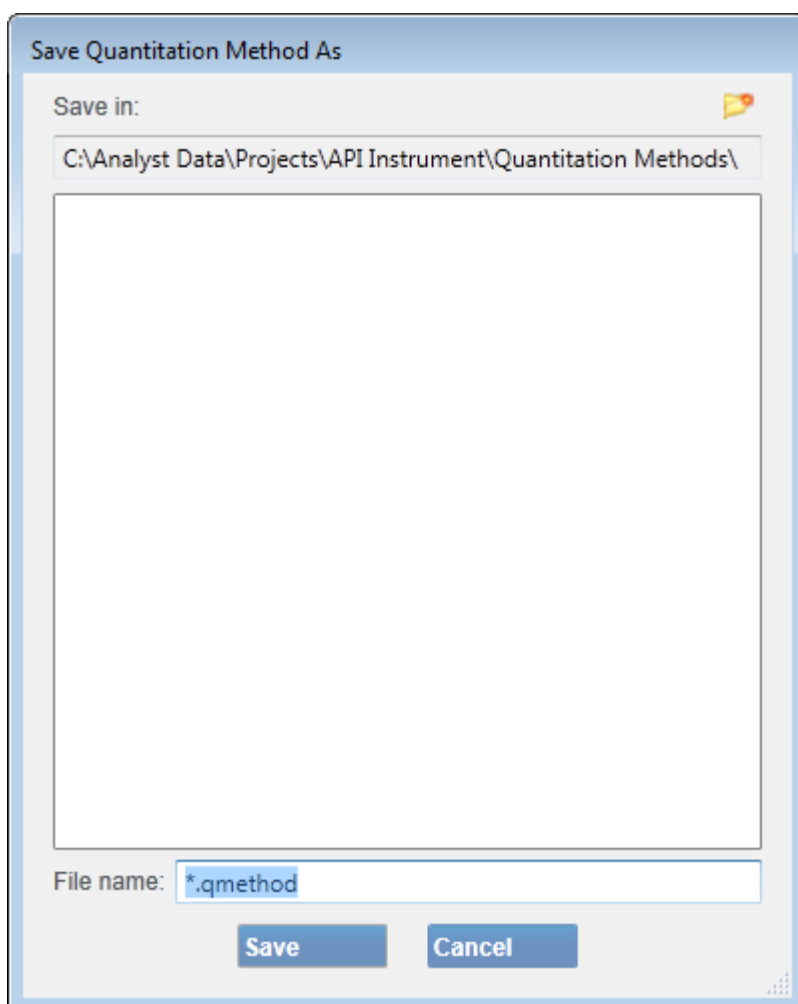 Save Quantitation Method As
Save in:
C:\Analyst Data\Projects\API Instrument\Quantitation Methods\
File name: *.qmethod
Save Cancel